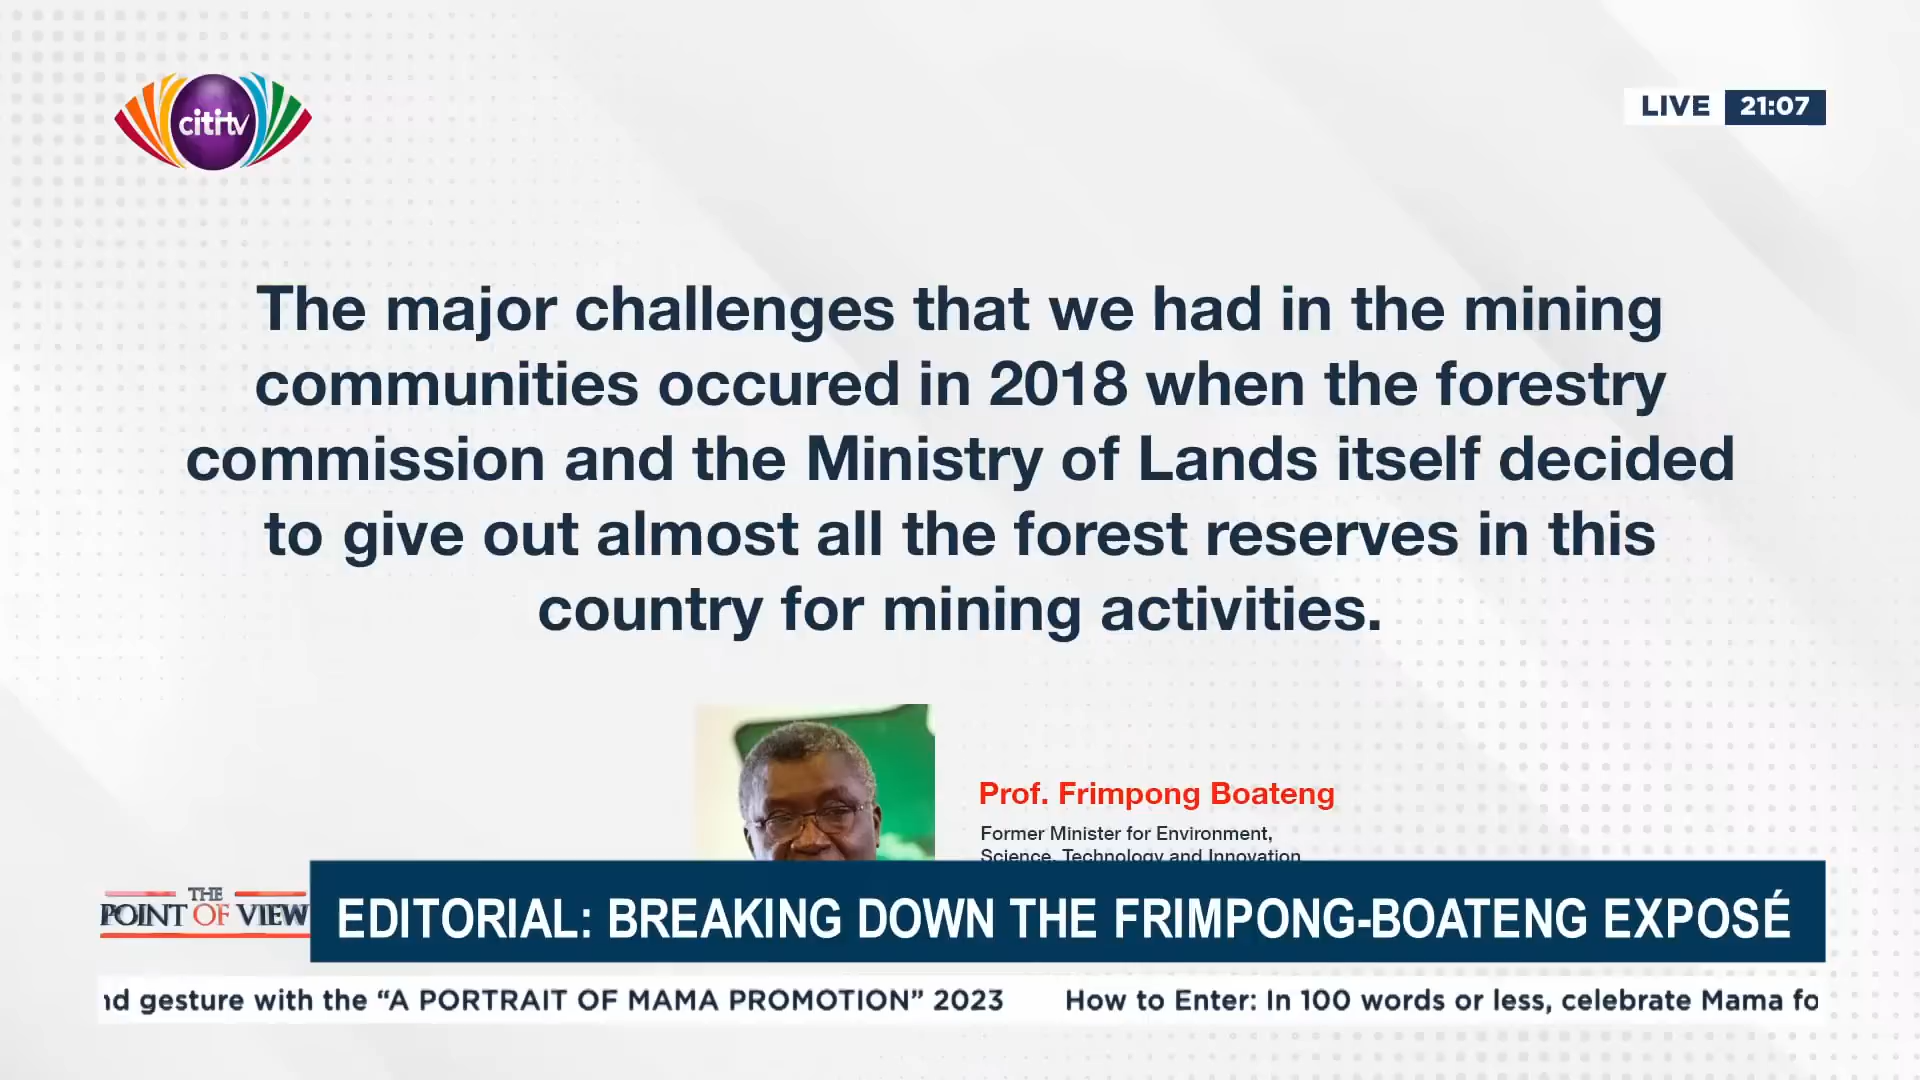 citi tv
LIVE 21:07
The major challenges that we had in the mining
communities occured in 2018 when the forestry
commission and the Ministry of Lands itself decided
to give out almost all the forest reserves in this
country for mining activities.
Prof. Frimpong Boateng
Former Minister for Environment,
Science, Technology and Innovation
THE
POINT OF VIEW
EDITORIAL: BREAKING DOWN THE FRIMPONG-BOATENG EXPOSÉ
gesture with the “A PORTRAIT OF MAMA PROMOTION” 2023 How to Enter: In 100 words or less, celebrate Mama